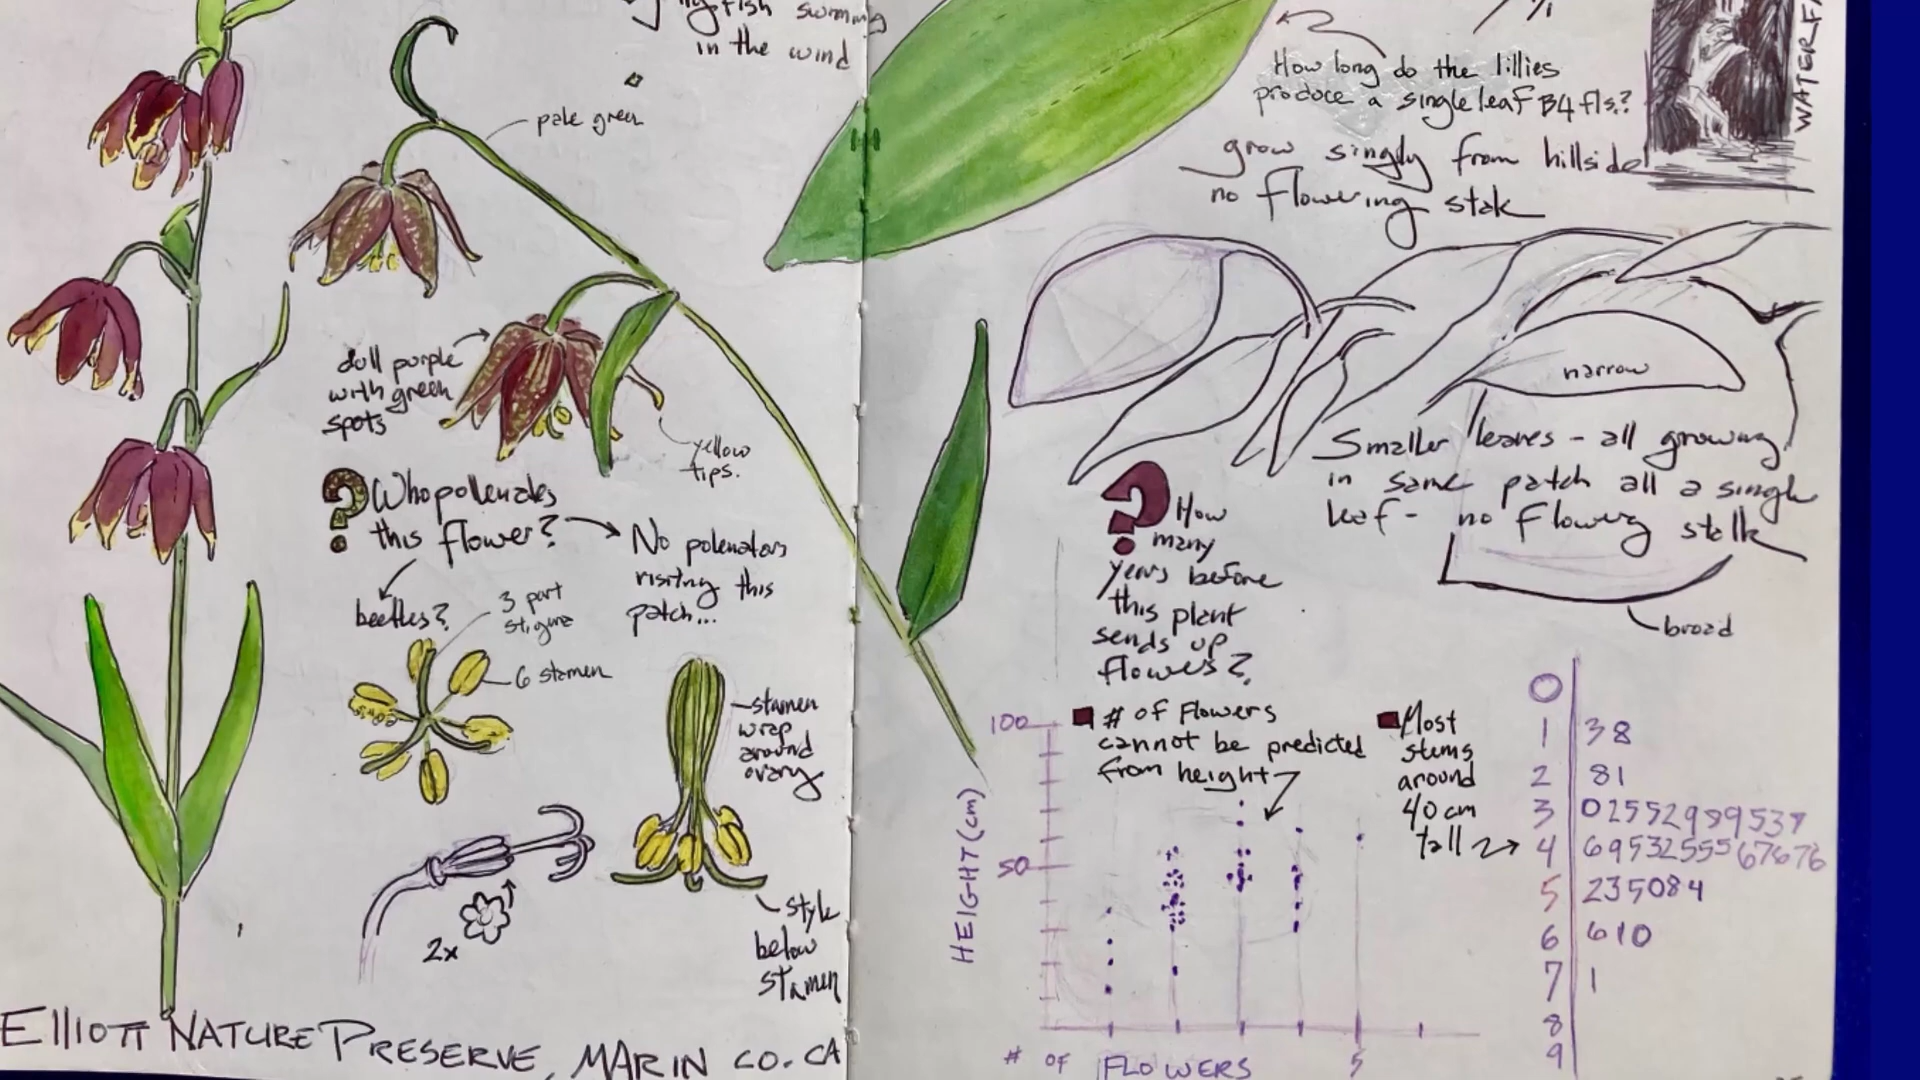 fish swimming
in the wind
pale green
dull purple
with green
spots
yellow
tips.
? Who polenates
this flower?
No polenators
visiting this
patch...
beetles?
3 part
stigma
6 stamen
stamen
wrap
around
ovary
2x
style
below
stamen
Elliott Nature Preserve, Marin Co. CA
How long do the lillies
produce a single leaf B4 fls.?
grow singly from hillside
no flowering stalk
narrow
Smaller leaves - all growing
in same patch all a single
leaf - no flowering stalk
broad
? How
many
years before
this plant
sends up
flowers?
# of Flowers
cannot be predicted
from height
Most
stems
around
40 cm
tall
100
50
HEIGHT (cm)
# OF FLOWERS
5
0
1 | 38
2 | 81
3 | 0255298953
4 | 6953255567676
5 | 235084
6 | 610
7 | 1
8
9